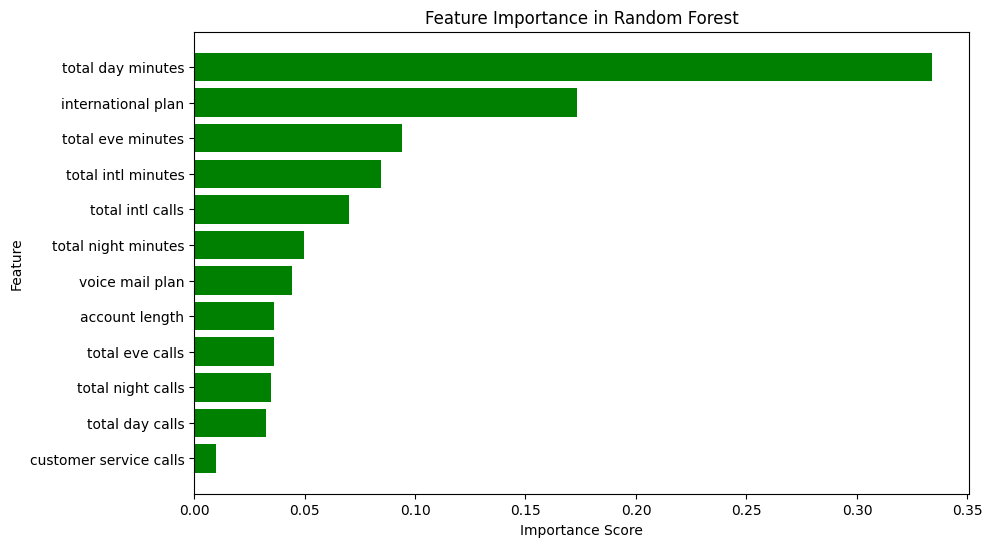 Feature Importance in Random Forest
total day minutes
international plan
total eve minutes
total intl minutes
total intl calls
total night minutes
voice mail plan
account length
total eve calls
total night calls
total day calls
customer service calls
Feature
0.00 0.05 0.10 0.15 0.20 0.25 0.30 0.35
Importance Score